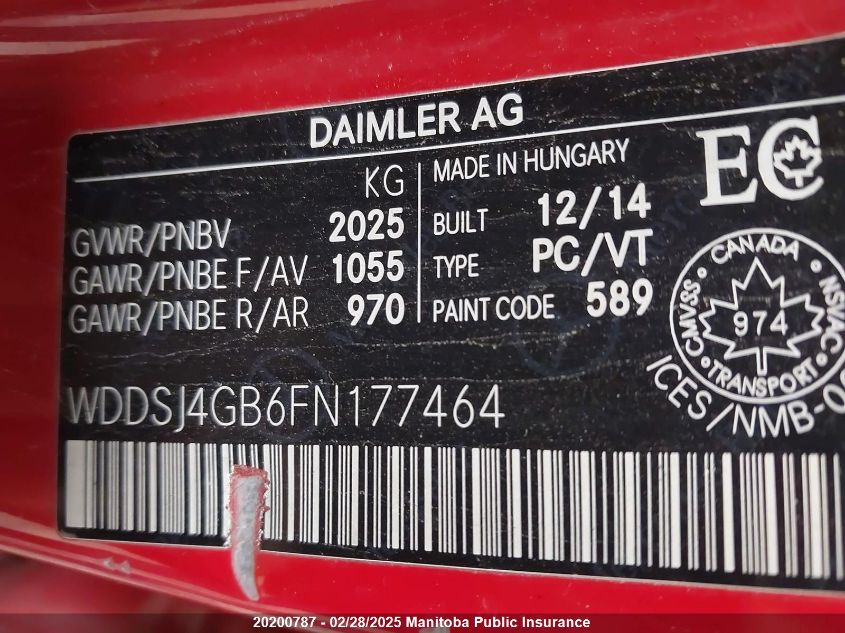 DAIMLER AG
KG
GVWR/PNBV 2025
GAWR/PNBE F/AV 1055
GAWR/PNBE R/AR 970
MADE IN HUNGARY
BUILT 12/14
TYPE PC/VT
PAINT CODE 589
EC
CANADA
CMVSS 974 NSVAC
TRANSPORT
ICES/NMB-
WDDSJ4GB6FN177464
20200787 - 02/28/2025 Manitoba Public Insurance